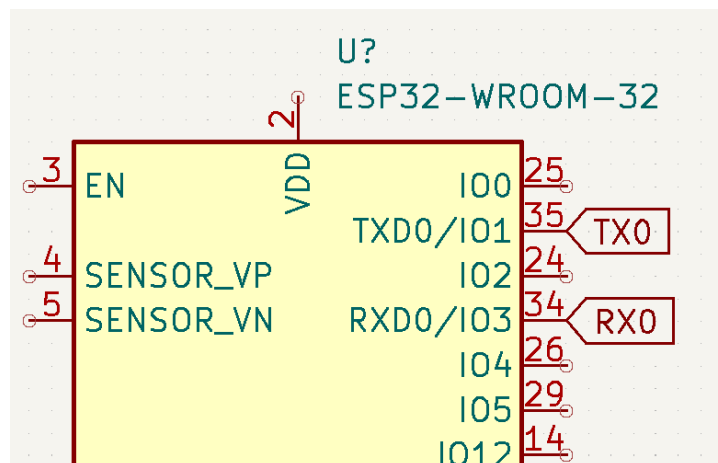 U?
ESP32-WROOM-32
2
VDD
3
EN
IO0
25
TXD0/IO1
35
TX0
4
SENSOR_VP
IO2
24
5
SENSOR_VN
RXD0/IO3
34
RX0
IO4
26
IO5
29
IO12
14